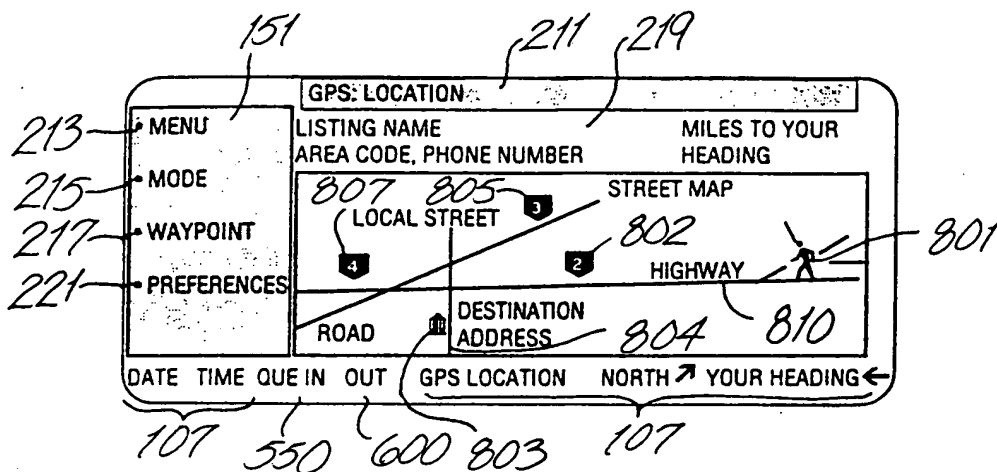 151
211
219
GPS: LOCATION
213 • MENU
LISTING NAME
MILES TO YOUR
AREA CODE, PHONE NUMBER
HEADING
215 • MODE
807
805
3
STREET MAP
LOCAL STREET
802
217 • WAYPOINT
801
4
2
HIGHWAY
221 • PREFERENCES
ROAD
DESTINATION
ADDRESS
804
810
DATE TIME QUE IN OUT GPS LOCATION NORTH ↗ YOUR HEADING ←
107
550
600
803
107